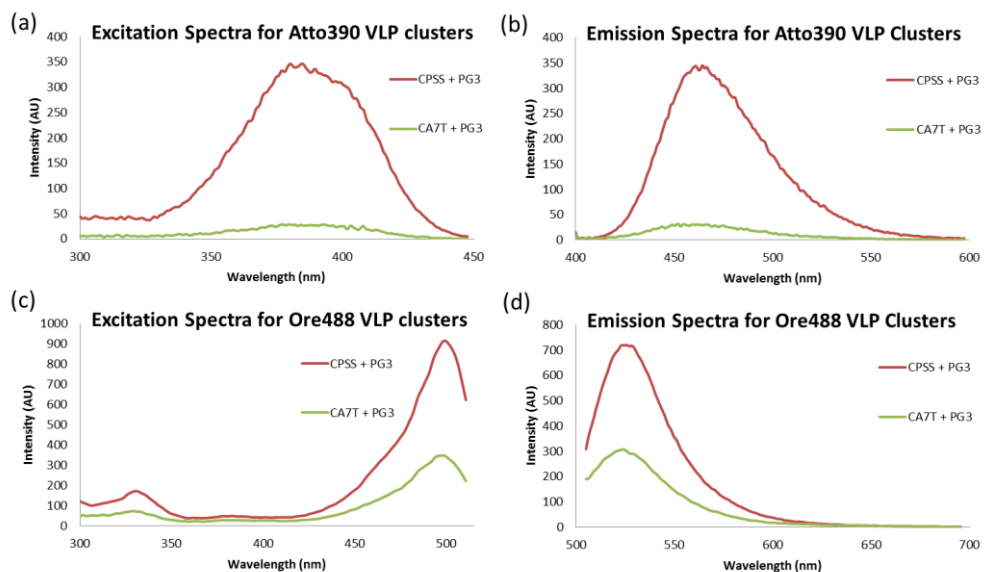 (a)
Excitation Spectra for Atto390 VLP clusters
400
350
300
250
200
150
100
50
0
Intensity (AU)
CPSS + PG3
CA7T + PG3
300
350
400
450
Wavelength (nm)
(b)
Emission Spectra for Atto390 VLP Clusters
400
350
300
250
200
150
100
50
0
Intensity (AU)
CPSS + PG3
CA7T + PG3
400
450
500
550
600
Wavelength (nm)
(c)
Excitation Spectra for Ore488 VLP clusters
1000
900
800
700
600
500
400
300
200
100
0
Intensity (AU)
CPSS + PG3
CA7T + PG3
300
350
400
450
500
Wavelength (nm)
(d)
Emission Spectra for Ore488 VLP Clusters
800
700
600
500
400
300
200
100
0
Intensity (AU)
CPSS + PG3
CA7T + PG3
500
550
600
650
700
Wavelength (nm)